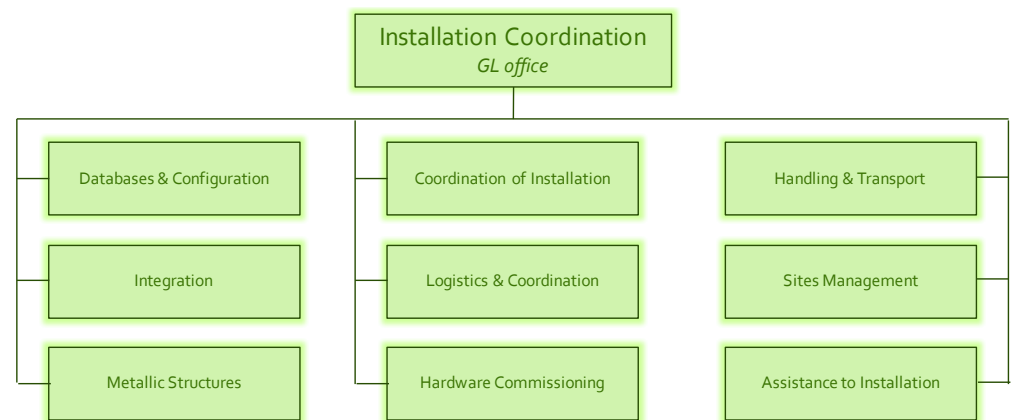 Installation Coordination
GL office
Databases & Configuration
Coordination of Installation
Handling & Transport
Integration
Logistics & Coordination
Sites Management
Metallic Structures
Hardware Commissioning
Assistance to Installation